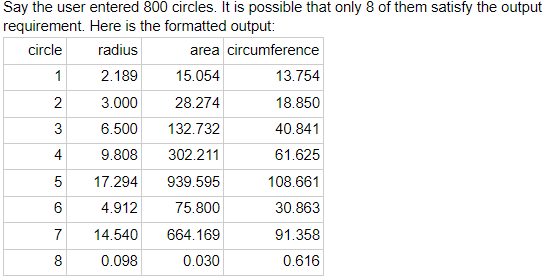 Say the user entered 800 circles. It is possible that only 8 of them satisfy the output
requirement. Here is the formatted output:
circle radius area circumference
1 2.189 15.054 13.754
2 3.000 28.274 18.850
3 6.500 132.732 40.841
4 9.808 302.211 61.625
5 17.294 939.595 108.661
6 4.912 75.800 30.863
7 14.540 664.169 91.358
8 0.098 0.030 0.616